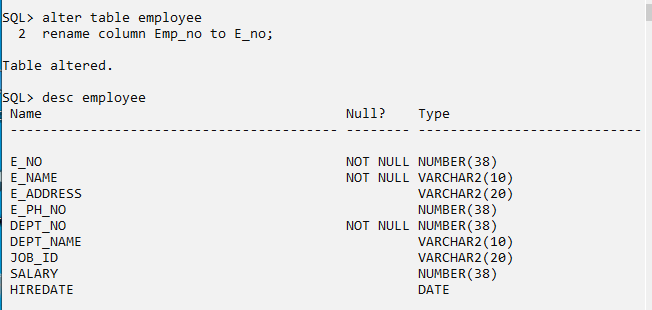 SQL> alter table employee
2 rename column Emp_no to E_no;
Table altered.
SQL> desc employee
Name Null? Type
----------------------------------------- -------- ----------------------------
E_NO NOT NULL NUMBER(38)
E_NAME NOT NULL VARCHAR2(10)
E_ADDRESS VARCHAR2(20)
E_PH_NO NUMBER(38)
DEPT_NO NOT NULL NUMBER(38)
DEPT_NAME VARCHAR2(10)
JOB_ID VARCHAR2(20)
SALARY NUMBER(38)
HIREDATE DATE